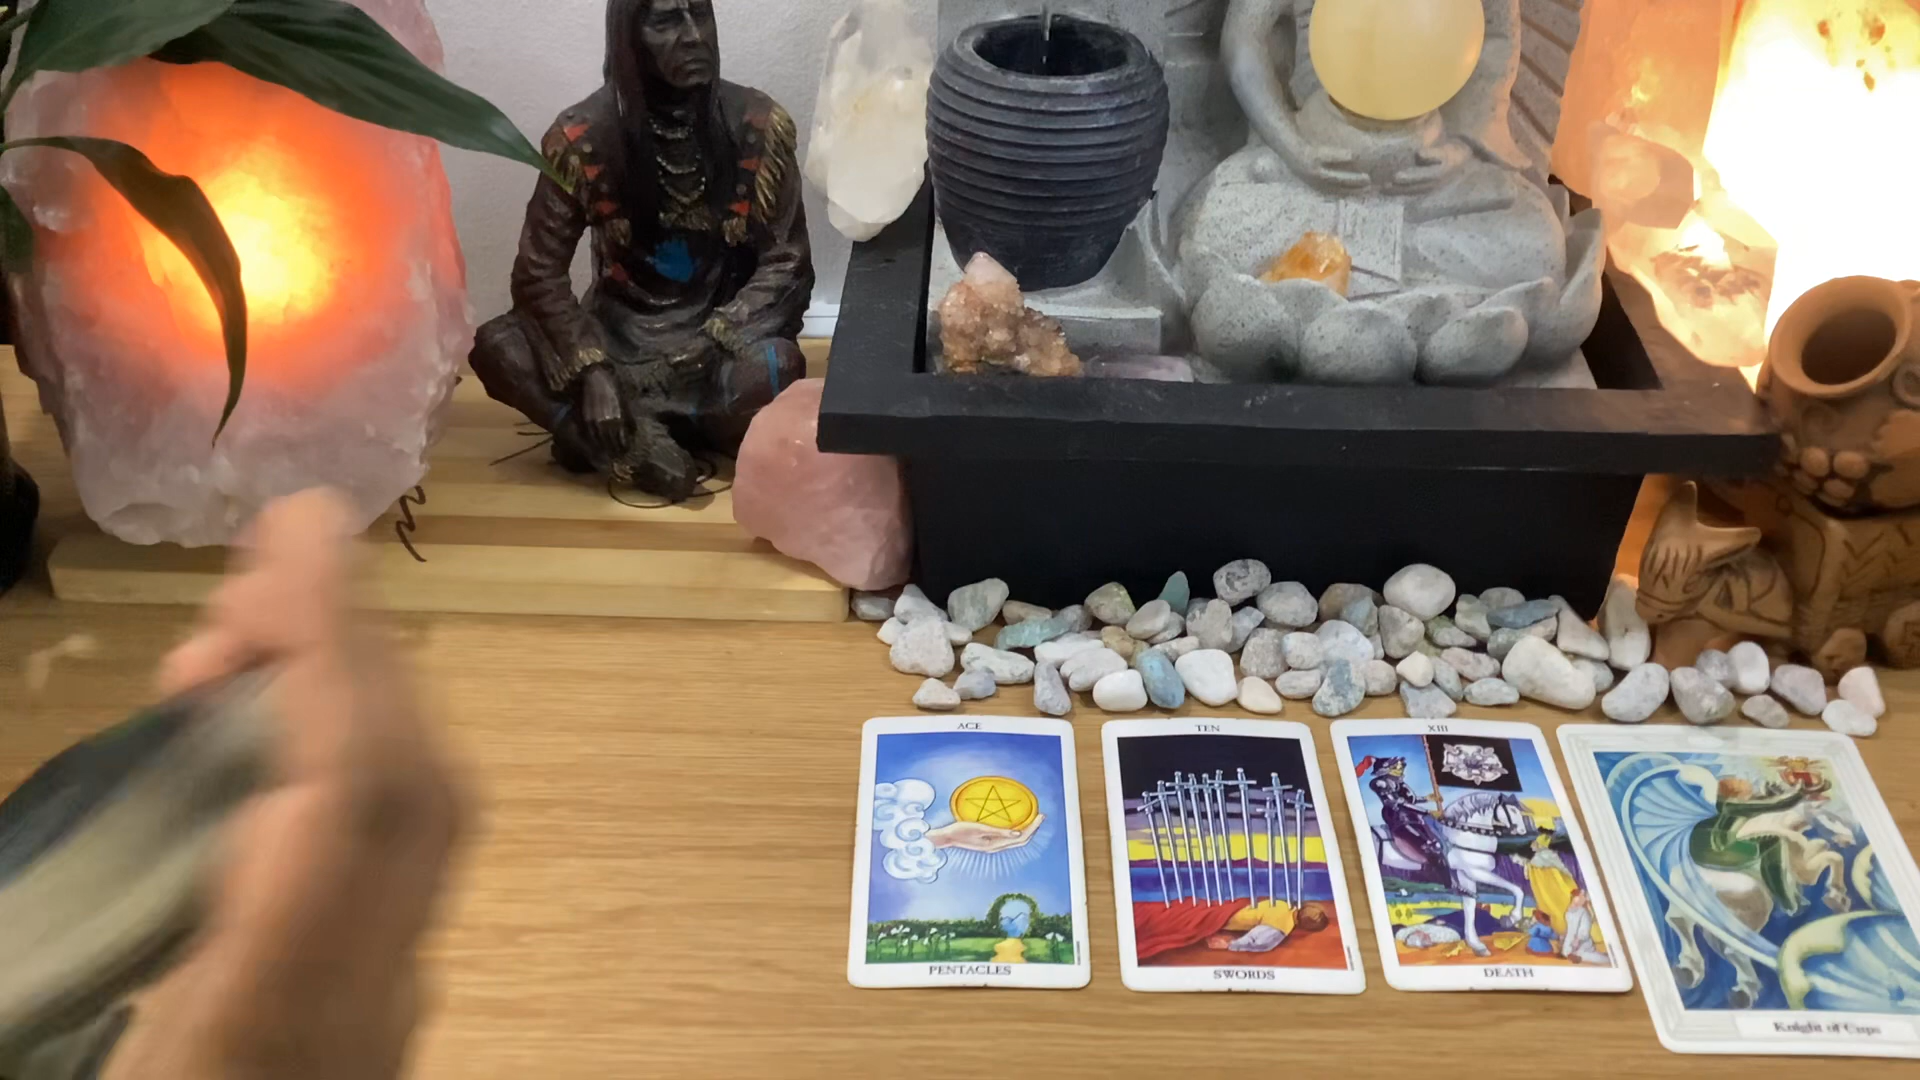 ACE
PENTACLES
TEN
SWORDS
XIII
DEATH
Knight of Cups